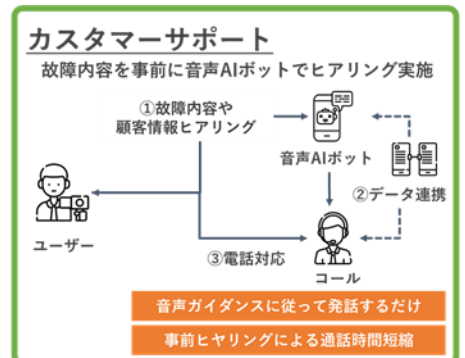 カスタマーサポート
故障内容を事前に音声AIボットでヒアリング実施
①故障内容や
顧客情報ヒアリング
音声AIボット
②データ連携
ユーザー
③電話対応
コール
音声ガイダンスに従って発話するだけ
事前ヒヤリングによる通話時間短縮